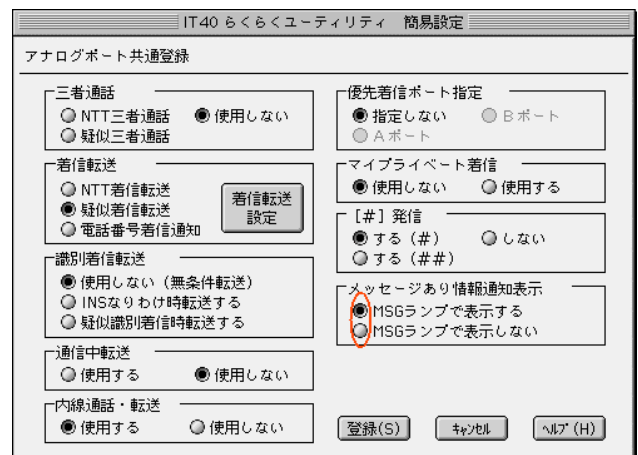 IT40 らくらくユーティリティ 簡易設定
アナログポート共通登録
三者通話
NTT三者通話 使用しない
疑似三者通話
着信転送
NTT着信転送
疑似着信転送
電話番号着信通知
着信転送
設定
識別着信転送
使用しない（無条件転送）
INSなりわけ時転送する
疑似識別着信時転送する
通信中転送
使用する 使用しない
内線通話・転送
使用する 使用しない
優先着信ポート指定
指定しない Bポート
Aポート
マイプライベート着信
使用しない 使用する
[#] 発信
する（#） しない
する（##）
メッセージあり情報通知表示
MSGランプで表示する
MSGランプで表示しない
登録(S) ｷｬﾝｾﾙ ﾍﾙﾌﾟ(H)